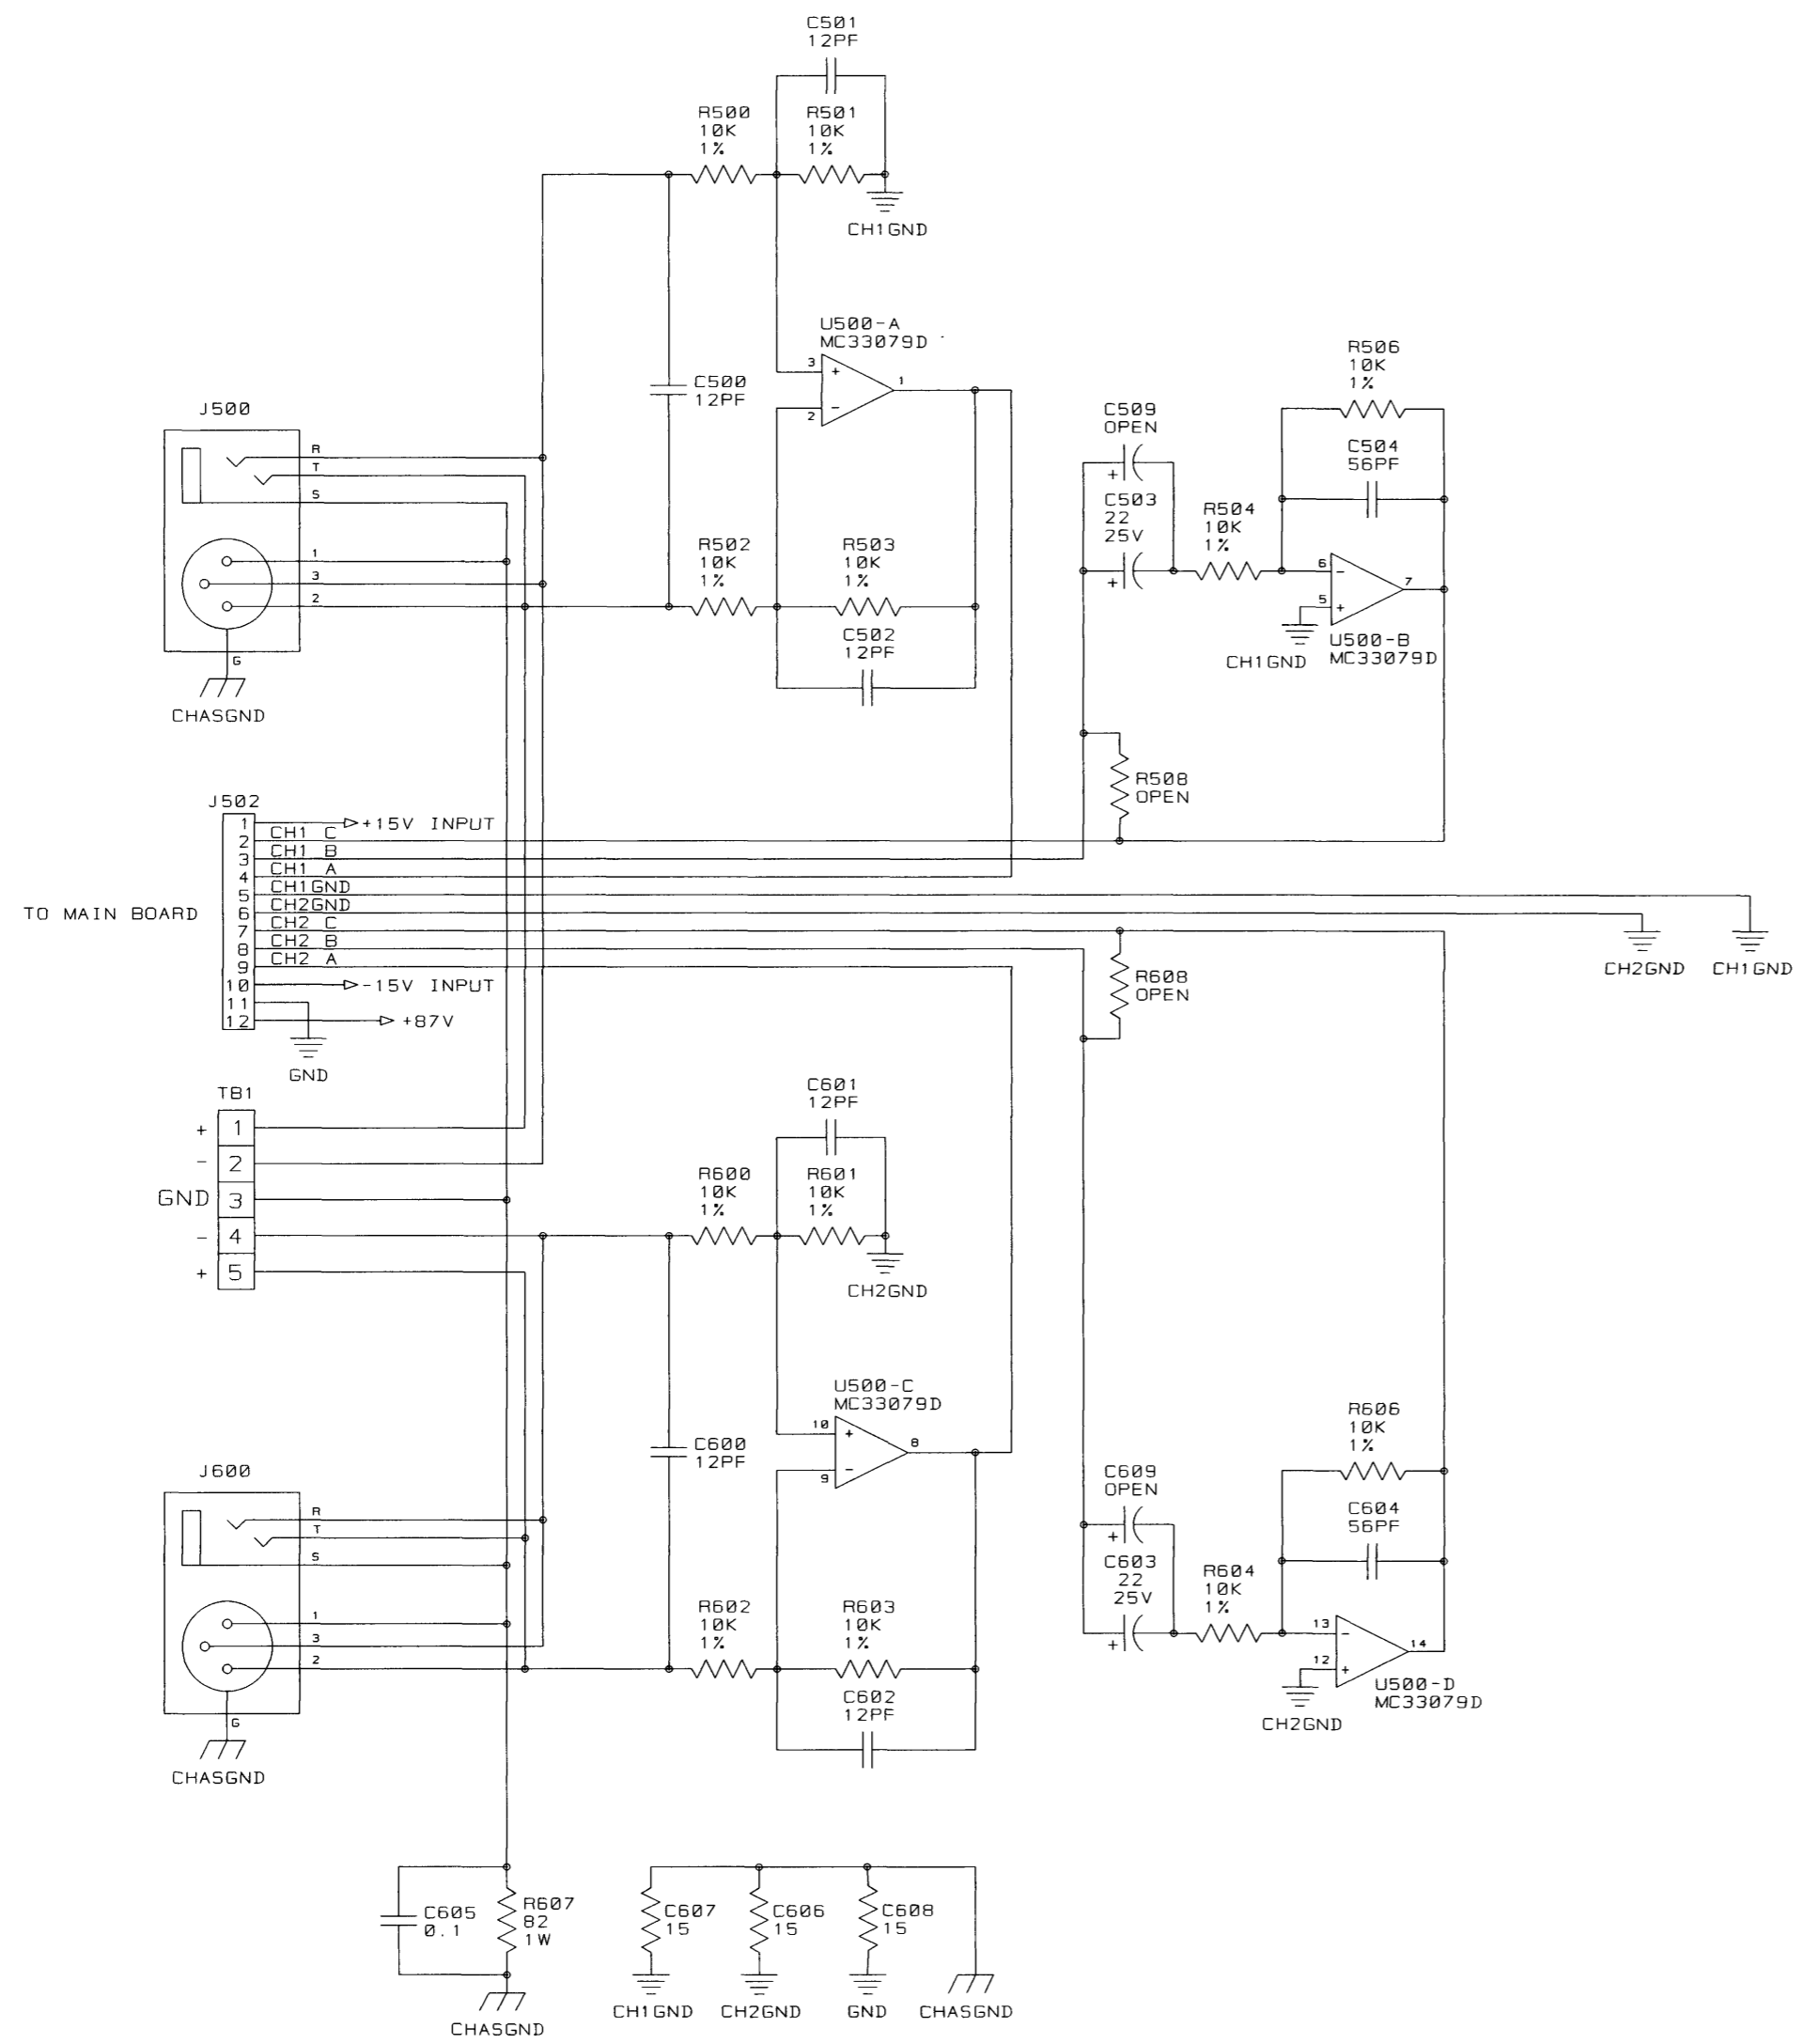 C501
12PF
R500
10K
1%
R501
10K
1%
CH1GND
U500-A
MC33079D
3
+
1
-
2
C500
12PF
R506
10K
1%
J500
C509
OPEN
+
C504
56PF
R
T
S
C503
22
25V
+
R504
10K
1%
1
3
2
G
CHASGND
R502
10K
1%
R503
10K
1%
C502
12PF
6
-
7
5
+
CH1GND
U500-B
MC33079D
R508
OPEN
J502
1
+15V INPUT
2
CH1 C
3
CH1 B
4
CH1 A
5
CH1GND
6
CH2GND
7
CH2 C
8
CH2 B
9
CH2 A
10
-15V INPUT
11
12
+87V
TO MAIN BOARD
GND
CH2GND
CH1GND
R608
OPEN
TB1
+ 1
- 2
GND 3
- 4
+ 5
C601
12PF
R600
10K
1%
R601
10K
1%
CH2GND
U500-C
MC33079D
10
+
8
-
9
C600
12PF
R606
10K
1%
J600
C609
OPEN
+
C604
56PF
R
T
S
C603
22
25V
+
R604
10K
1%
1
3
2
G
CHASGND
R602
10K
1%
R603
10K
1%
C602
12PF
13
-
14
12
+
CH2GND
U500-D
MC33079D
C605
0.1
R607
82
1W
CHASGND
C607
15
C606
15
C608
15
CH1GND
CH2GND
GND
CHASGND